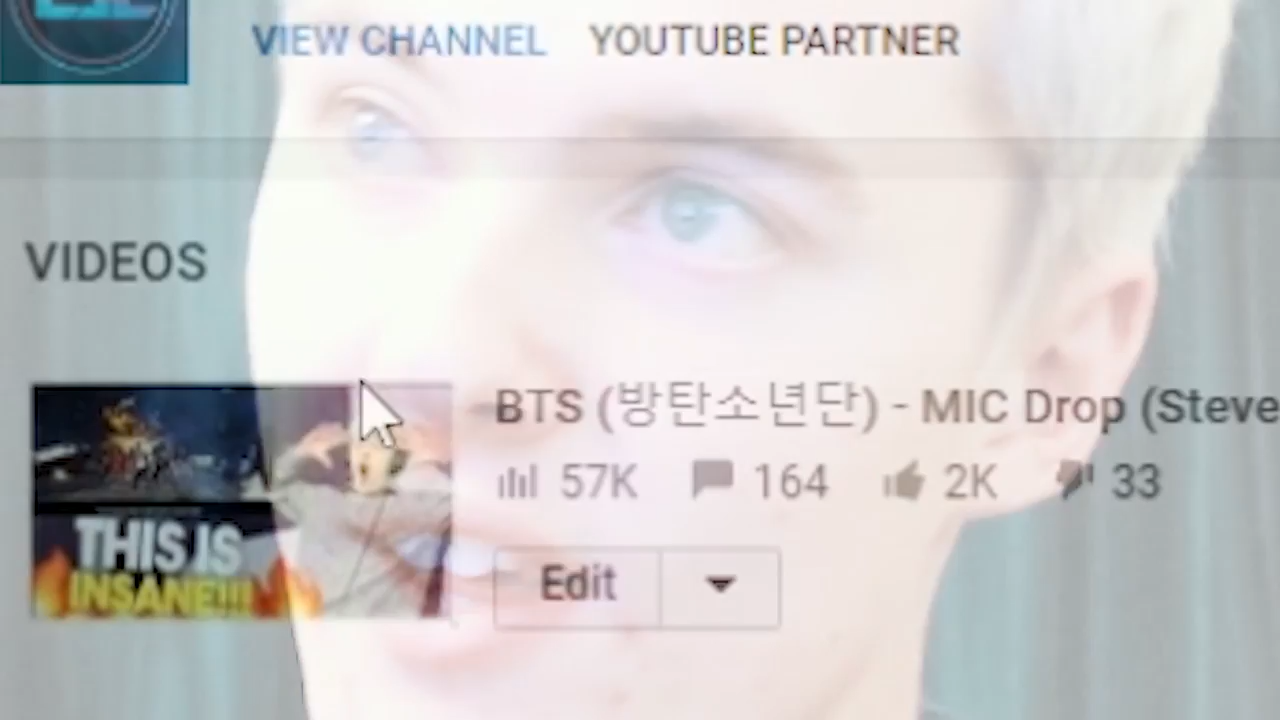 VIEW CHANNEL YOUTUBE PARTNER
VIDEOS
BTS (방탄소년단) - MIC Drop (Steve
57K 164 2K 33
THIS IS
INSANE!!!
Edit